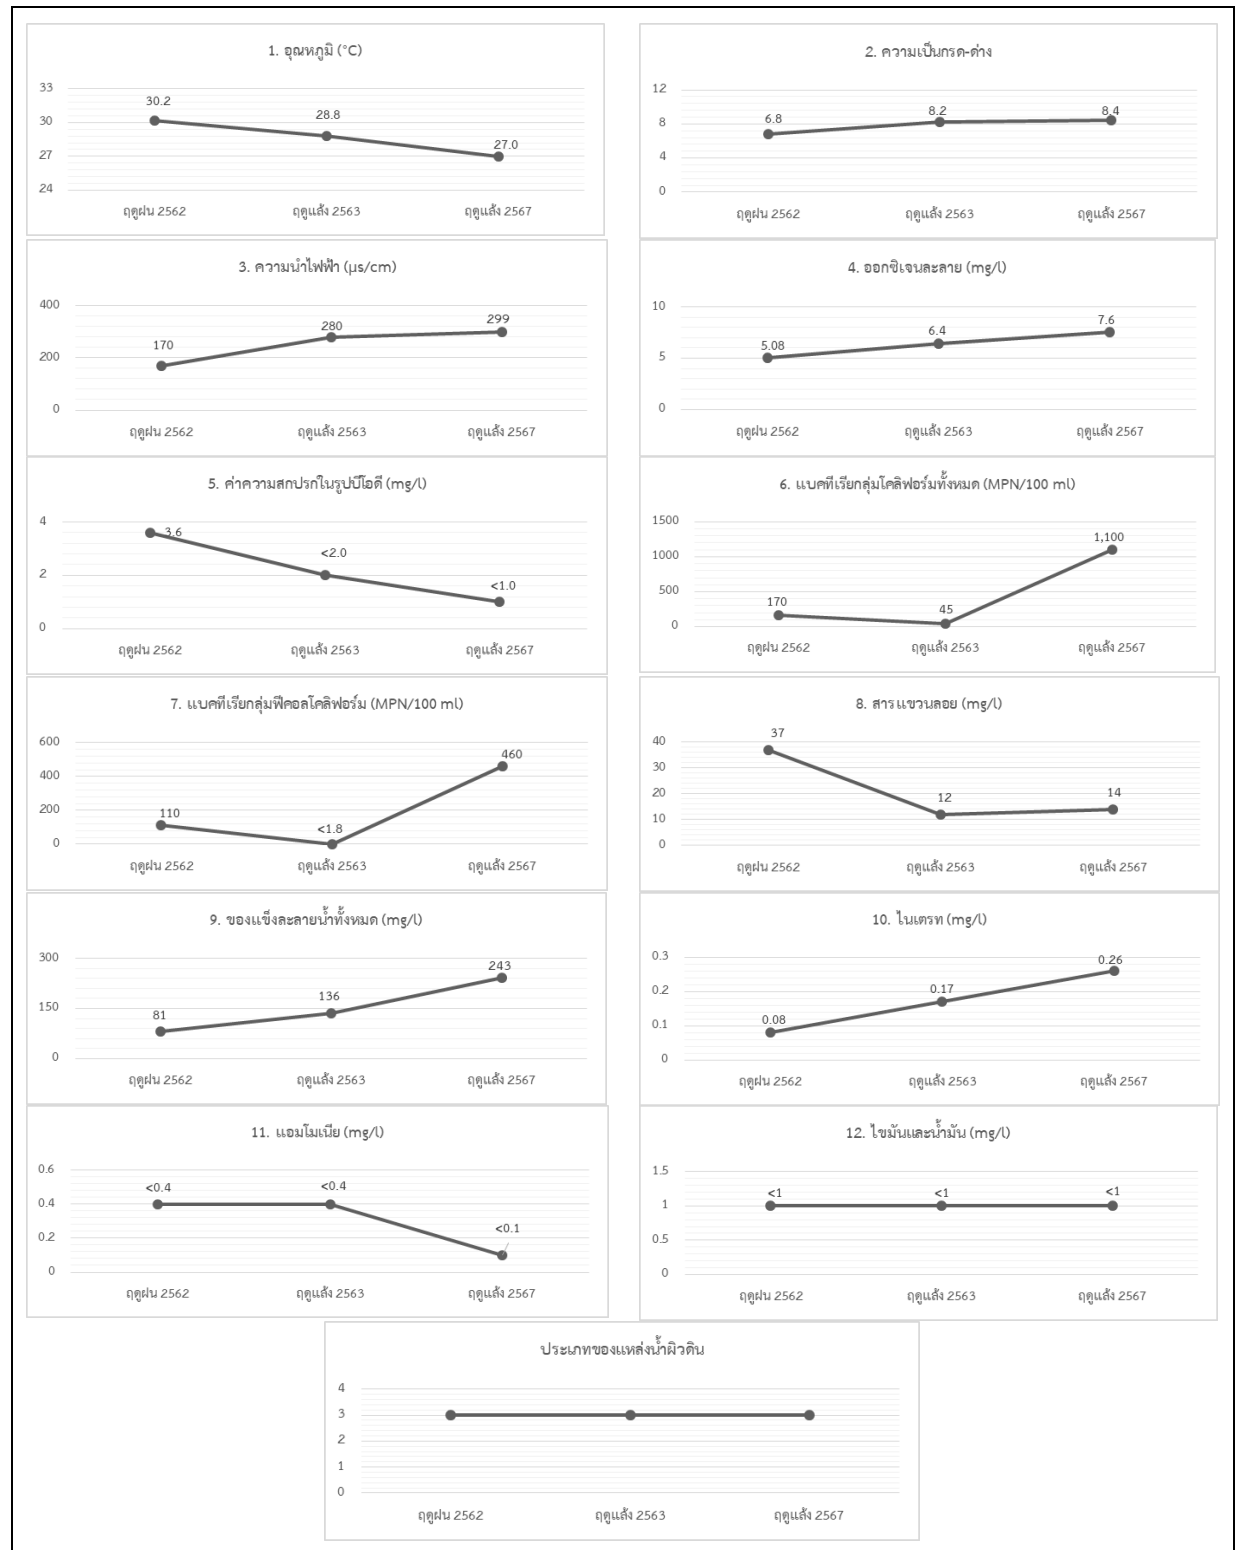 1. อุณหภูมิ (°C)
33
30
27
24
30.2
28.8
27.0
ฤดูฝน 2562
ฤดูแล้ง 2563
ฤดูแล้ง 2567
2. ความเป็นกรด-ด่าง
12
8
4
0
6.8
8.2
8.4
ฤดูฝน 2562
ฤดูแล้ง 2563
ฤดูแล้ง 2567
3. ความนำไฟฟ้า (µs/cm)
400
200
0
170
280
299
ฤดูฝน 2562
ฤดูแล้ง 2563
ฤดูแล้ง 2567
4. ออกซิเจนละลาย (mg/l)
10
5
0
5.08
6.4
7.6
ฤดูฝน 2562
ฤดูแล้ง 2563
ฤดูแล้ง 2567
5. ค่าความสกปรกในรูปบีโอดี (mg/l)
4
2
0
3.6
<2.0
<1.0
ฤดูฝน 2562
ฤดูแล้ง 2563
ฤดูแล้ง 2567
6. แบคทีเรียกลุ่มโคลิฟอร์มทั้งหมด (MPN/100 ml)
1500
1000
500
0
170
45
1,100
ฤดูฝน 2562
ฤดูแล้ง 2563
ฤดูแล้ง 2567
7. แบคทีเรียกลุ่มฟีคอลโคลิฟอร์ม (MPN/100 ml)
600
400
200
0
110
<1.8
460
ฤดูฝน 2562
ฤดูแล้ง 2563
ฤดูแล้ง 2567
8. สารแขวนลอย (mg/l)
40
30
20
10
0
37
12
14
ฤดูฝน 2562
ฤดูแล้ง 2563
ฤดูแล้ง 2567
9. ของแข็งละลายน้ำทั้งหมด (mg/l)
300
150
0
81
136
243
ฤดูฝน 2562
ฤดูแล้ง 2563
ฤดูแล้ง 2567
10. ไนเตรท (mg/l)
0.3
0.2
0.1
0
0.08
0.17
0.26
ฤดูฝน 2562
ฤดูแล้ง 2563
ฤดูแล้ง 2567
11. แอมโมเนีย (mg/l)
0.6
0.4
0.2
0
<0.4
<0.4
<0.1
ฤดูฝน 2562
ฤดูแล้ง 2563
ฤดูแล้ง 2567
12. ไขมันและน้ำมัน (mg/l)
1.5
1
0.5
0
<1
<1
<1
ฤดูฝน 2562
ฤดูแล้ง 2563
ฤดูแล้ง 2567
ประเภทของแหล่งน้ำผิวดิน
4
3
2
1
0
ฤดูฝน 2562
ฤดูแล้ง 2563
ฤดูแล้ง 2567